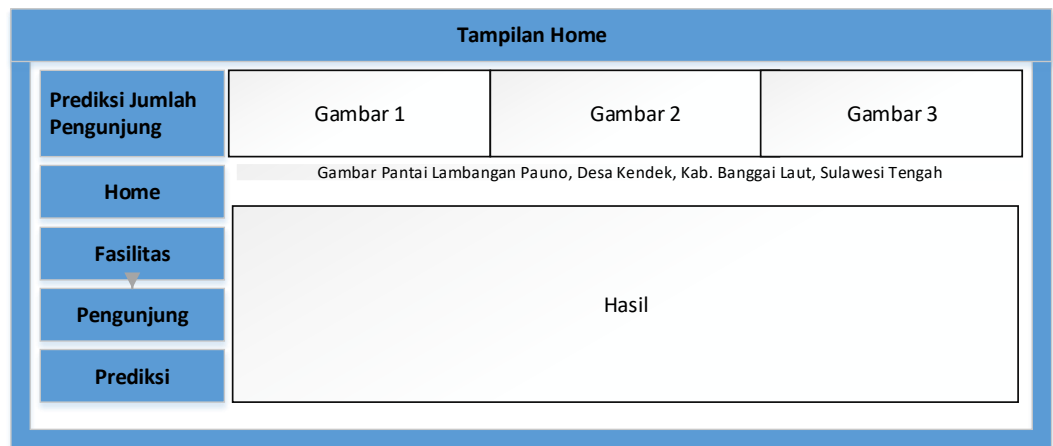 Tampilan Home
Prediksi Jumlah
Pengunjung
Gambar 1
Gambar 2
Gambar 3
Gambar Pantai Lambangan Pauno, Desa Kendek, Kab. Banggai Laut, Sulawesi Tengah
Home
Fasilitas
Pengunjung
Prediksi
Hasil